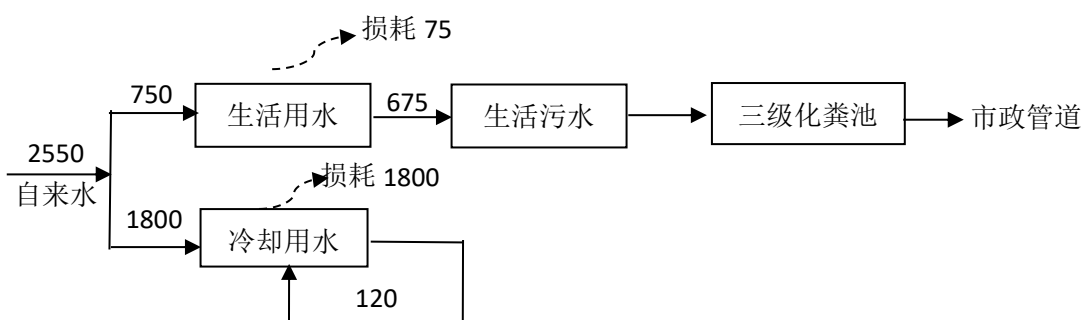 损耗 75
750
生活用水
675
生活污水
三级化粪池
市政管道
2550
自来水
损耗 1800
1800
冷却用水
120